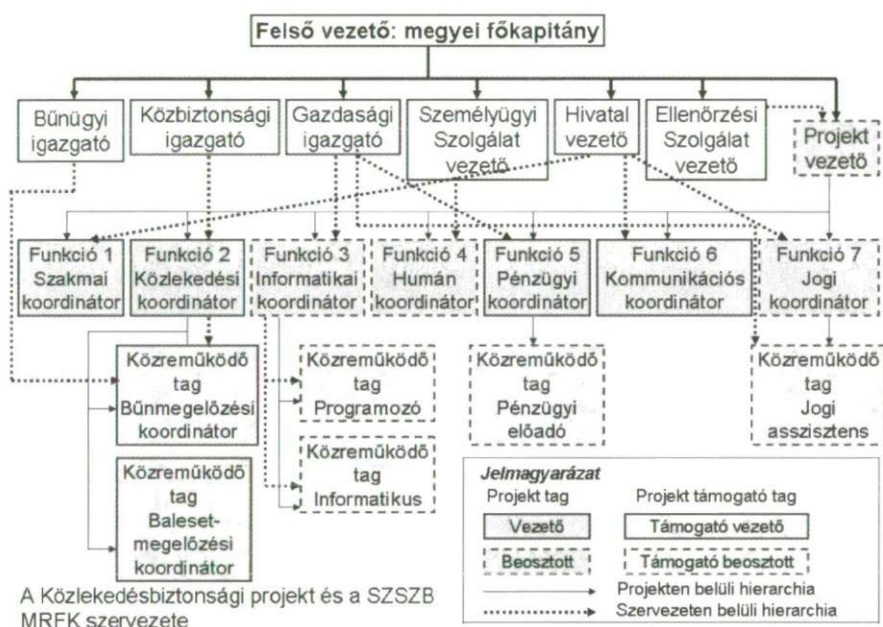 Felső vezető: megyei főkapitány
Bűnügyi
igazgató
Közbiztonsági
igazgató
Gazdasági
igazgató
Személyügyi
Szolgálat
vezető
Hivatal
vezető
Ellenőrzési
Szolgálat
vezető
Projekt
vezető
Funkció 1
Szakmai
koordinátor
Funkció 2
Közlekedési
koordinátor
Funkció 3
Informatikai
koordinátor
Funkció 4
Humán
koordinátor
Funkció 5
Pénzügyi
koordinátor
Funkció 6
Kommunikációs
koordinátor
Funkció 7
Jogi
koordinátor
Közreműködő
tag
Bűnmegelőzési
koordinátor
Közreműködő
tag
Programozó
Közreműködő
tag
Pénzügyi
előadó
Közreműködő
tag
Jogi
asszisztens
Közreműködő
tag
Baleset-
megelőzési
koordinátor
Közreműködő
tag
Informatikus
Jelmagyarázat
Projekt tag
Projekt támogató tag
Vezető
Támogató vezető
Beosztott
Támogató beosztott
Projekten belüli hierarchia
Szervezeten belüli hierarchia
A Közlekedésbiztonsági projekt és a SZSZB
MRFK szervezete